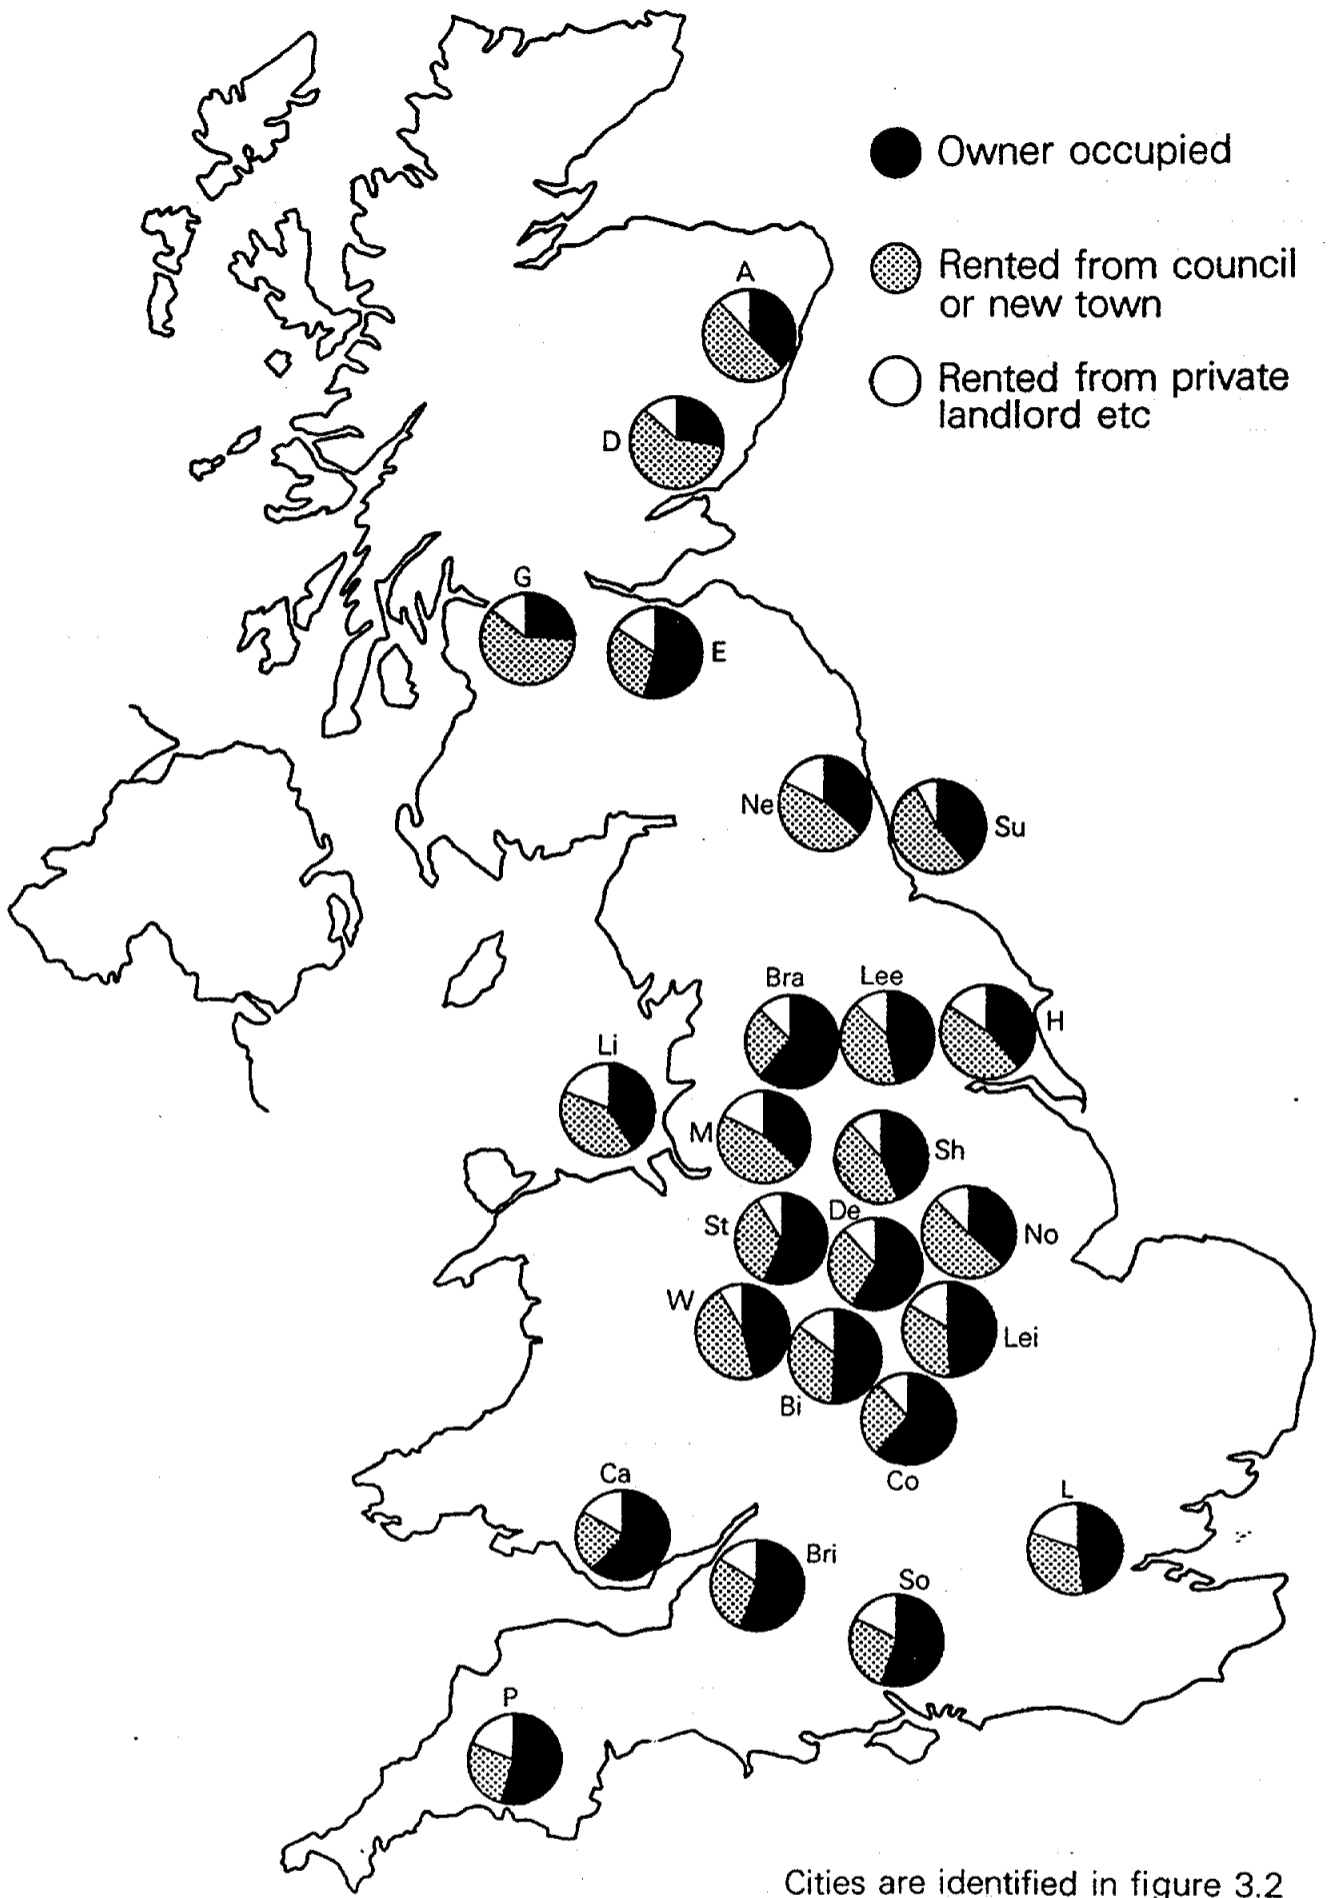 Owner occupied
Rented from council
or new town
Rented from private
landlord etc
A
D
G
E
Ne
Su
Bra
Lee
H
Li
M
Sh
St
De
No
W
Lei
Bi
Co
Ca
L
Bri
So
P
Cities are identified in figure 3.2